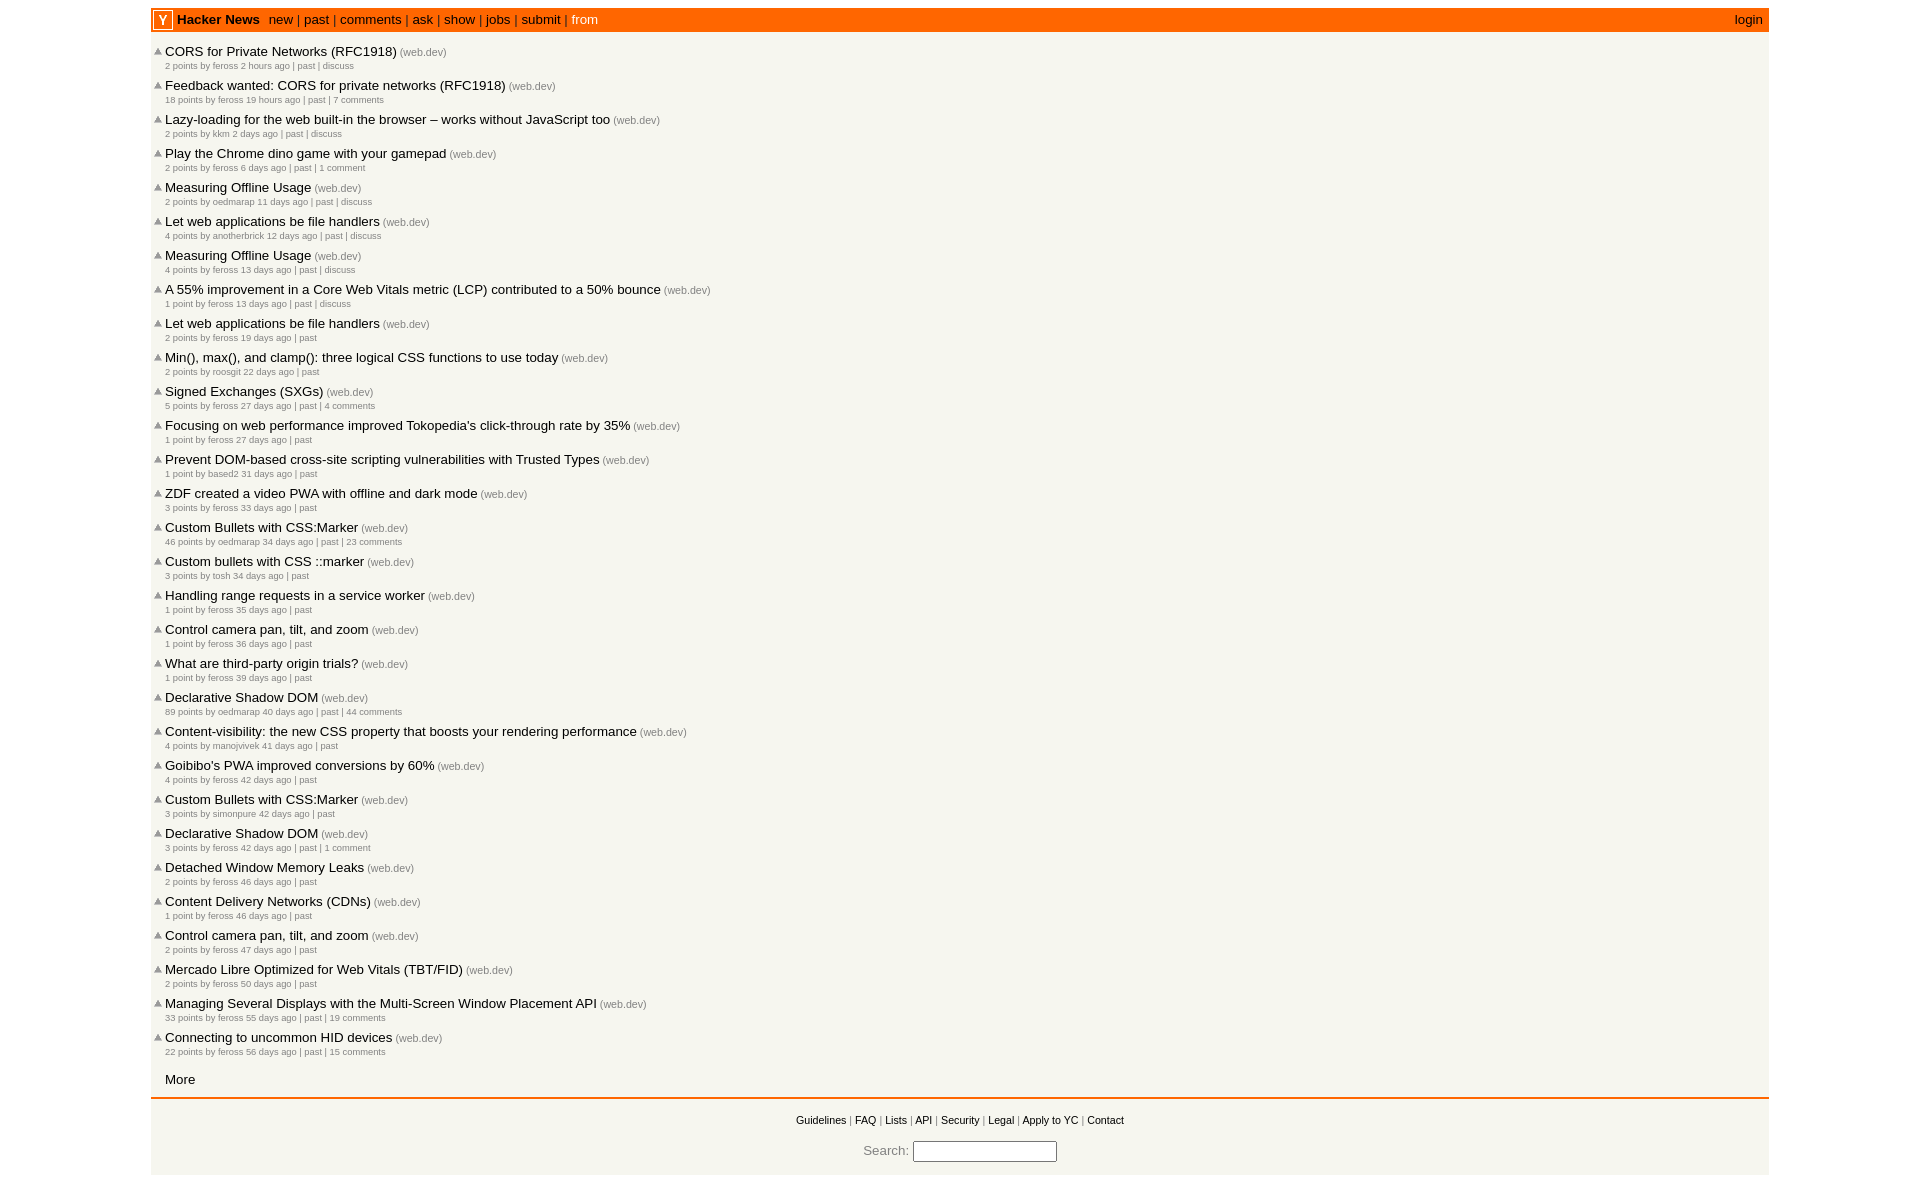 Y Hacker News new | past | comments | ask | show | jobs | submit | from login
CORS for Private Networks (RFC1918) (web.dev)
2 points by feross 2 hours ago | past | discuss
Feedback wanted: CORS for private networks (RFC1918) (web.dev)
18 points by feross 19 hours ago | past | 7 comments
Lazy-loading for the web built-in the browser – works without JavaScript too (web.dev)
2 points by kkm 2 days ago | past | discuss
Play the Chrome dino game with your gamepad (web.dev)
2 points by feross 6 days ago | past | 1 comment
Measuring Offline Usage (web.dev)
2 points by oedmarap 11 days ago | past | discuss
Let web applications be file handlers (web.dev)
4 points by anotherbrick 12 days ago | past | discuss
Measuring Offline Usage (web.dev)
4 points by feross 13 days ago | past | discuss
A 55% improvement in a Core Web Vitals metric (LCP) contributed to a 50% bounce (web.dev)
1 point by feross 13 days ago | past | discuss
Let web applications be file handlers (web.dev)
2 points by feross 19 days ago | past
Min(), max(), and clamp(): three logical CSS functions to use today (web.dev)
2 points by roosgit 22 days ago | past
Signed Exchanges (SXGs) (web.dev)
5 points by feross 27 days ago | past | 4 comments
Focusing on web performance improved Tokopedia's click-through rate by 35% (web.dev)
1 point by feross 27 days ago | past
Prevent DOM-based cross-site scripting vulnerabilities with Trusted Types (web.dev)
1 point by based2 31 days ago | past
ZDF created a video PWA with offline and dark mode (web.dev)
3 points by feross 33 days ago | past
Custom Bullets with CSS:Marker (web.dev)
46 points by oedmarap 34 days ago | past | 23 comments
Custom bullets with CSS ::marker (web.dev)
3 points by tosh 34 days ago | past
Handling range requests in a service worker (web.dev)
1 point by feross 35 days ago | past
Control camera pan, tilt, and zoom (web.dev)
1 point by feross 36 days ago | past
What are third-party origin trials? (web.dev)
1 point by feross 39 days ago | past
Declarative Shadow DOM (web.dev)
89 points by oedmarap 40 days ago | past | 44 comments
Content-visibility: the new CSS property that boosts your rendering performance (web.dev)
4 points by manojvivek 41 days ago | past
Goibibo's PWA improved conversions by 60% (web.dev)
4 points by feross 42 days ago | past
Custom Bullets with CSS:Marker (web.dev)
3 points by simonpure 42 days ago | past
Declarative Shadow DOM (web.dev)
3 points by feross 42 days ago | past | 1 comment
Detached Window Memory Leaks (web.dev)
2 points by feross 46 days ago | past
Content Delivery Networks (CDNs) (web.dev)
1 point by feross 46 days ago | past
Control camera pan, tilt, and zoom (web.dev)
2 points by feross 47 days ago | past
Mercado Libre Optimized for Web Vitals (TBT/FID) (web.dev)
2 points by feross 50 days ago | past
Managing Several Displays with the Multi-Screen Window Placement API (web.dev)
33 points by feross 55 days ago | past | 19 comments
Connecting to uncommon HID devices (web.dev)
22 points by feross 56 days ago | past | 15 comments
More
Guidelines | FAQ | Lists | API | Security | Legal | Apply to YC | Contact
Search: